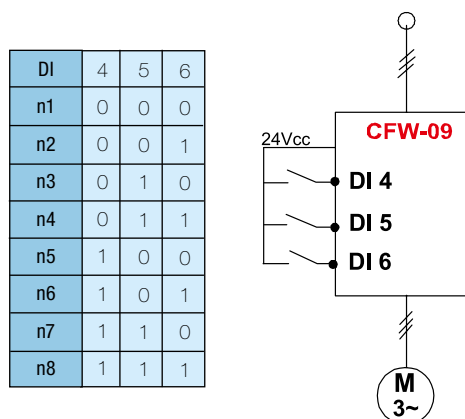 DI 4 5 6
n1 0 0 0
n2 0 0 1
n3 0 1 0
n4 0 1 1
n5 1 0 0
n6 1 0 1
n7 1 1 0
n8 1 1 1
CFW-09
24Vcc
DI 4
DI 5
DI 6
M
3~